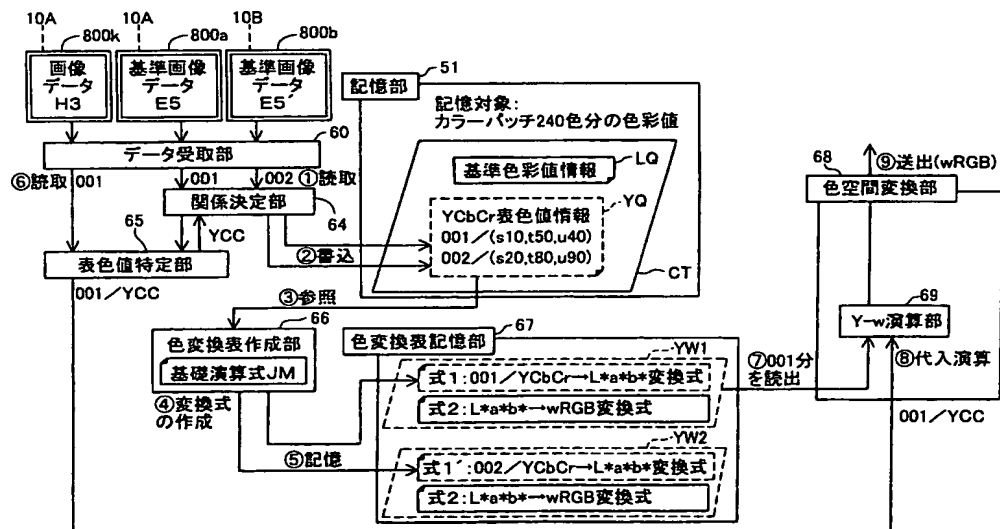 10A
800k
画像
データ
H3
10A
800a
基準画像
データ
E5
10B
800b
基準画像
データ
E5´
60
データ受取部
⑥読取
001
001
002
①読取
関係決定部
64
65
YCC
表色値特定部
001／YCC
51
記憶部
記憶対象:
カラーパッチ240色分の色彩値
LQ
基準色彩値情報
YQ
YCbCr表色値情報
001／(s10,t50,u40)
002／(s20,t80,u90)
②書込
CT
③参照
66
色変換表作成部
基礎演算式JM
④変換式
の作成
⑤記憶
67
色変換表記憶部
YW1
式1:001／YCbCr→L*a*b*変換式
式2:L*a*b*→wRGB変換式
YW2
式1´:002／YCbCr→L*a*b*変換式
式2:L*a*b*→wRGB変換式
⑦001分
を読出
68
⑨送出(wRGB)
色空間変換部
69
Y-w演算部
⑧代入演算
001／YCC